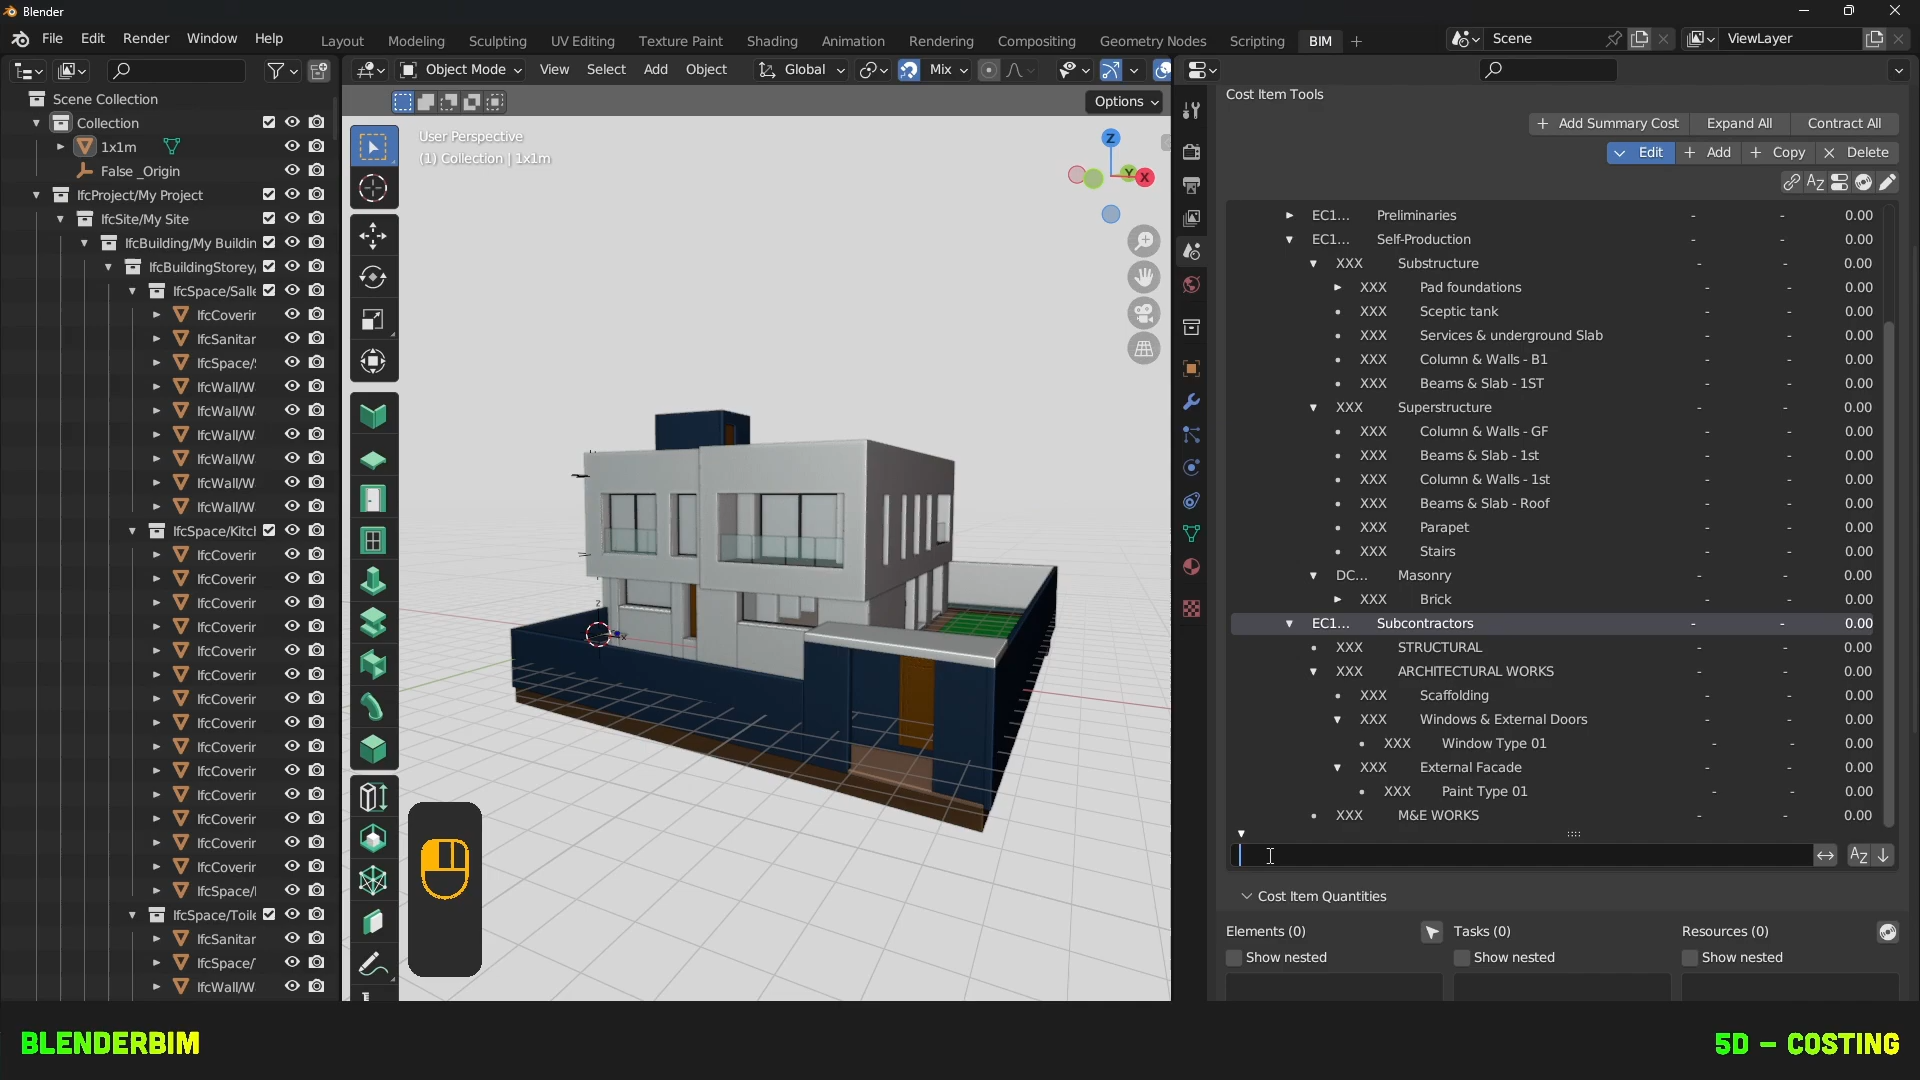 Blender
File Edit Render Window Help
Layout Modeling Sculpting UV Editing Texture Paint Shading Animation Rendering Compositing Geometry Nodes Scripting BIM
Scene
ViewLayer
Object Mode View Select Add Object Global Mix
Options
Scene Collection
Collection
1x1m
False _Origin
IfcProject/My Project
IfcSite/My Site
IfcBuilding/My Buildin
IfcBuildingStorey/
IfcSpace/Salle
IfcCoverir
IfcSanitar
IfcSpace/S
IfcWall/W
IfcWall/W
IfcWall/W
IfcWall/W
IfcWall/W
IfcWall/W
IfcSpace/Kitch
IfcCoverir
IfcCoverir
IfcCoverir
IfcCoverir
IfcCoverir
IfcCoverir
IfcCoverir
IfcCoverir
IfcCoverir
IfcCoverir
IfcCoverir
IfcCoverir
IfcCoverir
IfcCoverir
IfcSpace/I
IfcSpace/Toile
IfcSanitar
IfcSpace/T
IfcWall/W
User Perspective
(1) Collection | 1x1m
Z
Y
X
Cost Item Tools
+ Add Summary Cost Expand All Contract All
Edit + Add + Copy Delete
EC1... Preliminaries - - 0.00
EC1... Self-Production - - 0.00
XXX Substructure - - 0.00
XXX Pad foundations - - 0.00
XXX Sceptic tank - - 0.00
XXX Services & underground Slab - - 0.00
XXX Column & Walls - B1 - - 0.00
XXX Beams & Slab - 1ST - - 0.00
XXX Superstructure - - 0.00
XXX Column & Walls - GF - - 0.00
XXX Beams & Slab - 1st - - 0.00
XXX Column & Walls - 1st - - 0.00
XXX Beams & Slab - Roof - - 0.00
XXX Parapet - - 0.00
XXX Stairs - - 0.00
DC... Masonry - - 0.00
XXX Brick - - 0.00
EC1... Subcontractors - - 0.00
XXX STRUCTURAL - - 0.00
XXX ARCHITECTURAL WORKS - - 0.00
XXX Scaffolding - - 0.00
XXX Windows & External Doors - - 0.00
XXX Window Type 01 - - 0.00
XXX External Facade - - 0.00
XXX Paint Type 01 - - 0.00
XXX M&E WORKS - - 0.00
Cost Item Quantities
Elements (0) Tasks (0) Resources (0)
Show nested Show nested Show nested
BLENDERBIM
5D - COSTING